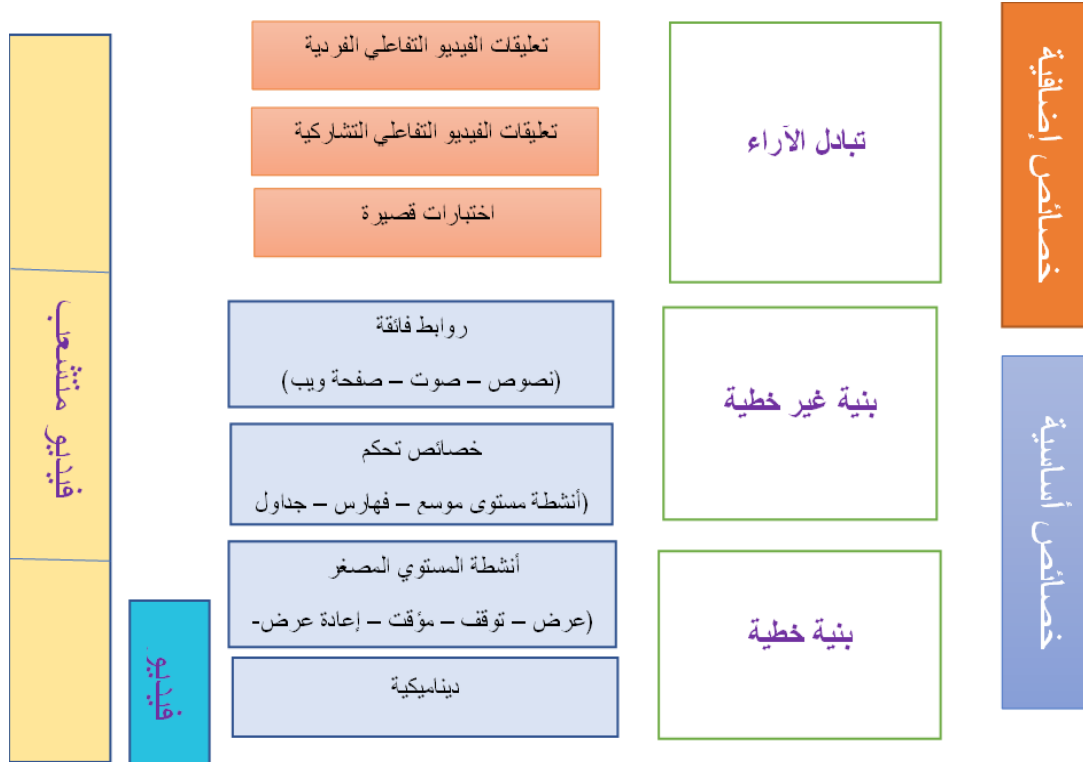 خصائص إضافية
تبادل الآراء
تعليقات الفيديو التفاعلي الفردية
تعليقات الفيديو التفاعلي التشاركية
اختبارات قصيرة
خصائص أساسية
بنية غير خطية
روابط فائقة
(نصوص – صوت – صفحة ويب)
خصائص تحكم
(أنشطة مستوى موسع – فهارس – جداول
بنية خطية
أنشطة المستوي المصغر
(عرض – توقف – مؤقت – إعادة عرض-
ديناميكية
فيديو
فيديو متشعب